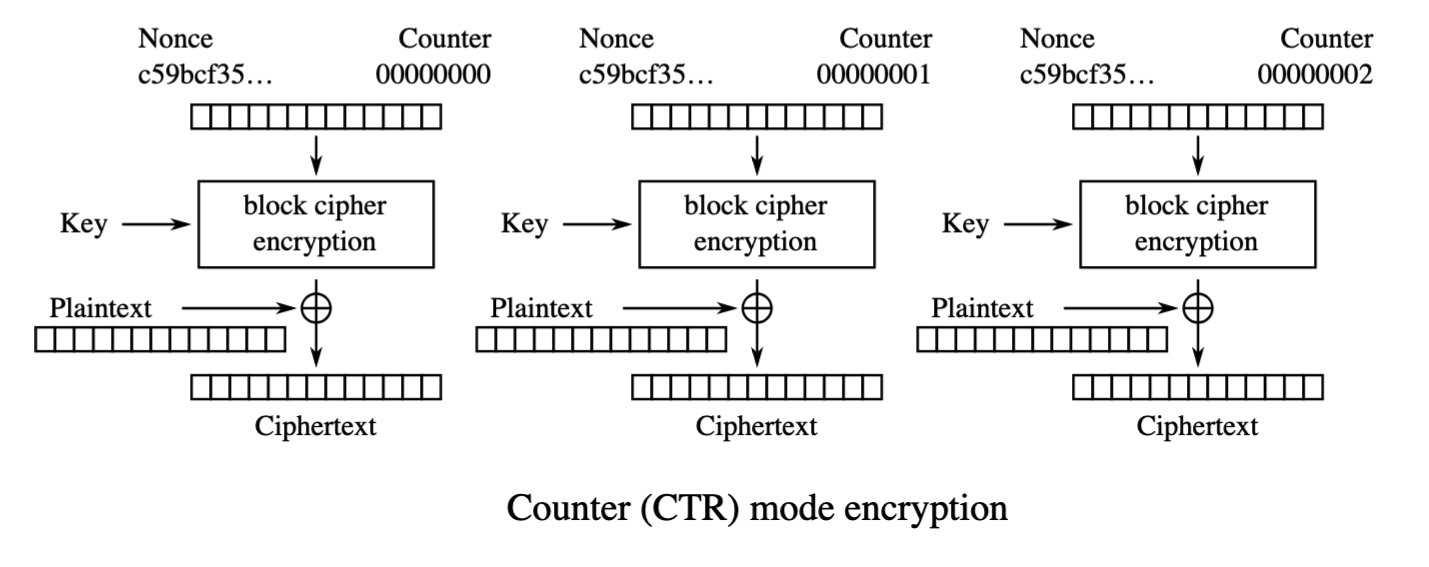 Nonce Counter Nonce Counter Nonce Counter
c59bcf35... 00000000 c59bcf35... 00000001 c59bcf35... 00000002
block cipher block cipher block cipher
Key Key Key
encryption encryption encryption
Plaintext Plaintext Plaintext
Ciphertext Ciphertext Ciphertext
Counter (CTR) mode encryption